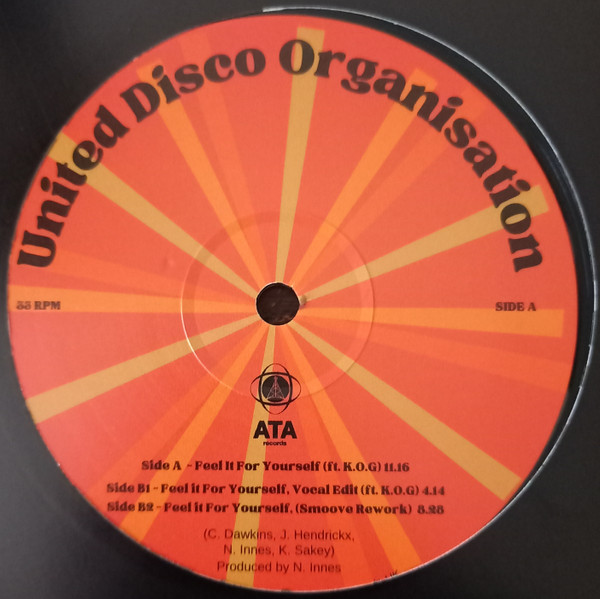 United Disco Organisation
33 RPM
SIDE A
ATA
records
Side A - Feel It For Yourself (ft. K.O.G) 11.16
Side B1 - Feel it For Yourself, Vocal Edit (ft. K.O.G) 4.14
Side B2 - Feel it For Yourself, (Smoove Rework) 5.28
(C. Dawkins, J. Hendrickx,
N. Innes, K. Sakey)
Produced by N. Innes